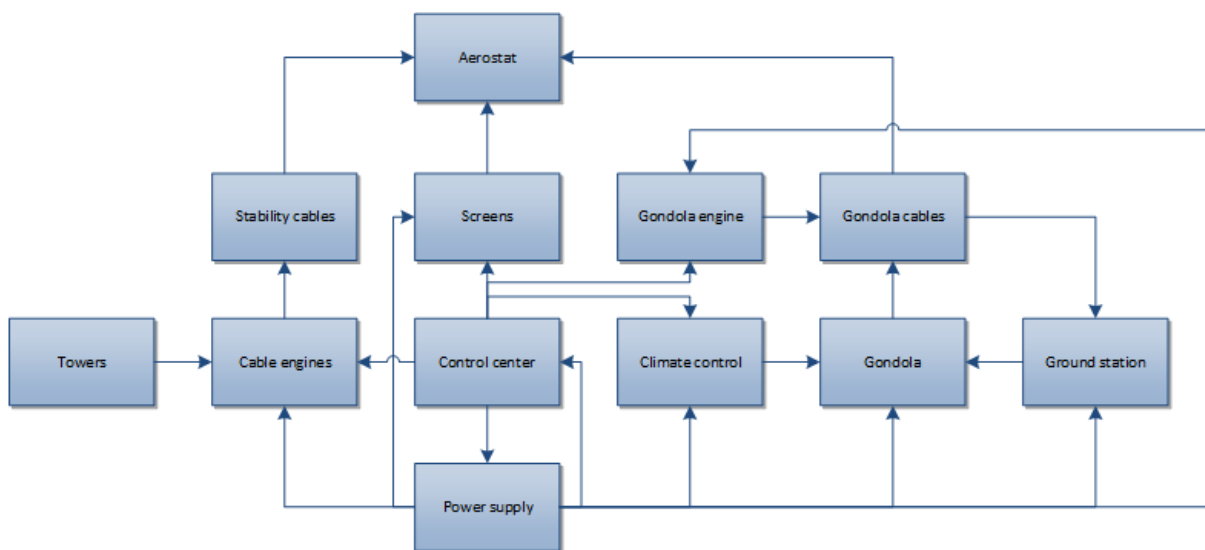 Aerostat
Stability cables
Screens
Gondola engine
Gondola cables
Towers
Cable engines
Control center
Climate control
Gondola
Ground station
Power supply